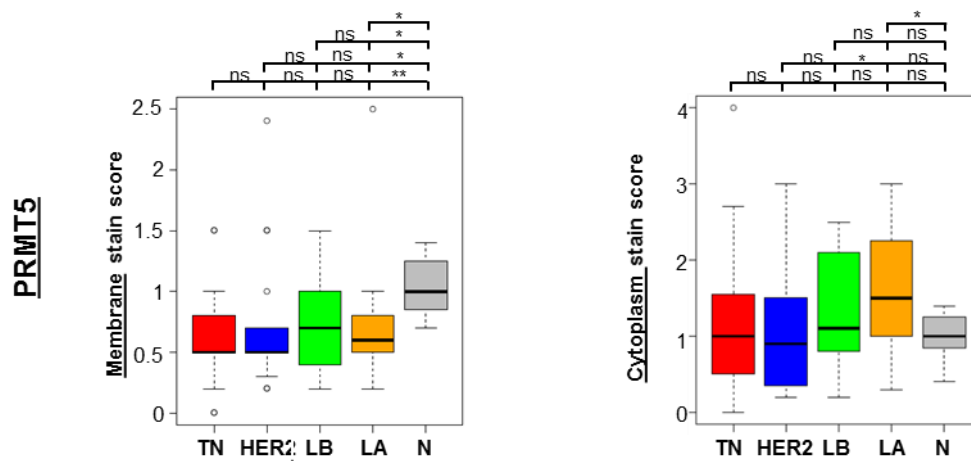 PRMT5
*
ns *
ns ns *
ns ns ns **
Membrane stain score
2.5
2
1.5
1
0.5
0
TN HER2 LB LA N
*
ns ns
ns * ns
ns ns ns ns
Cytoplasm stain score
4
3
2
1
0
TN HER2 LB LA N